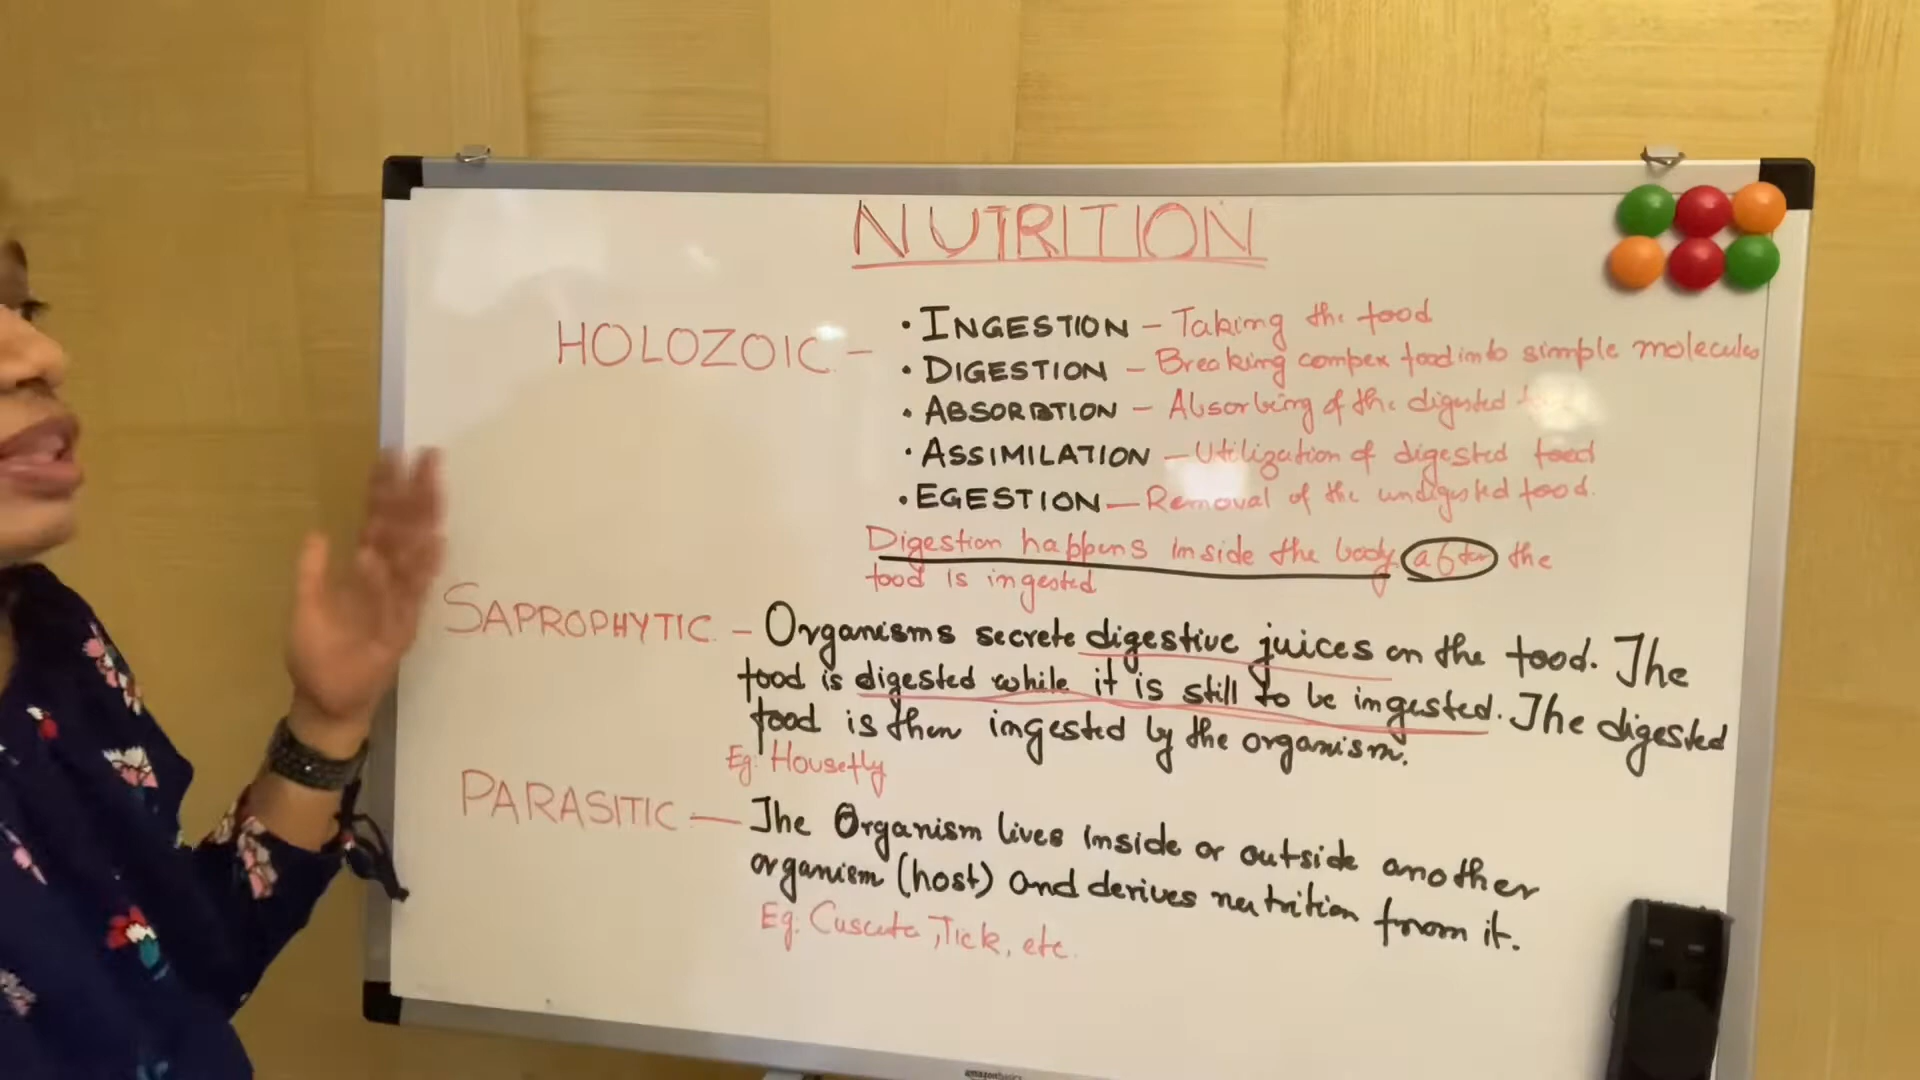 NUTRITION
HOLOZOIC -
• INGESTION - Taking the food
• DIGESTION - Breaking compex food into simple molecules
• ABSORBTION - Absorbing of the digested
• ASSIMILATION - Utilization of digested food
• EGESTION - Removal of the undigested food.
Digestion happens inside the body after the
food is ingested
SAPROPHYTIC - Organisms secrete digestive juices on the food. The
food is digested while it is still to be ingested. The digested
food is then ingested by the organism.
Eg: Housefly
PARASITIC - The Organism lives inside or outside another
organism (host) and derives nutrition from it.
Eg: Cuscuta, Tick, etc.
amazonbasics